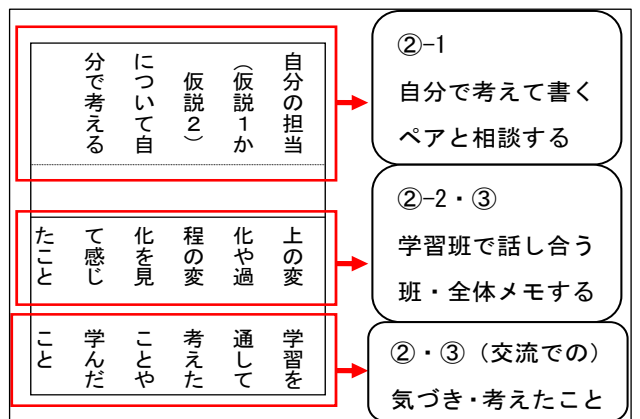 自分の担当
（仮説１か
仮説２）
について自
分で考える
②-1
自分で考えて書く
ペアと相談する
上の変
化や過
程の変
化を見
て感じ
たこと
②-2・③
学習班で話し合う
班・全体メモする
学習を
通して
考えた
ことや
学んだ
こと
②・③（交流での）
気づき・考えたこと